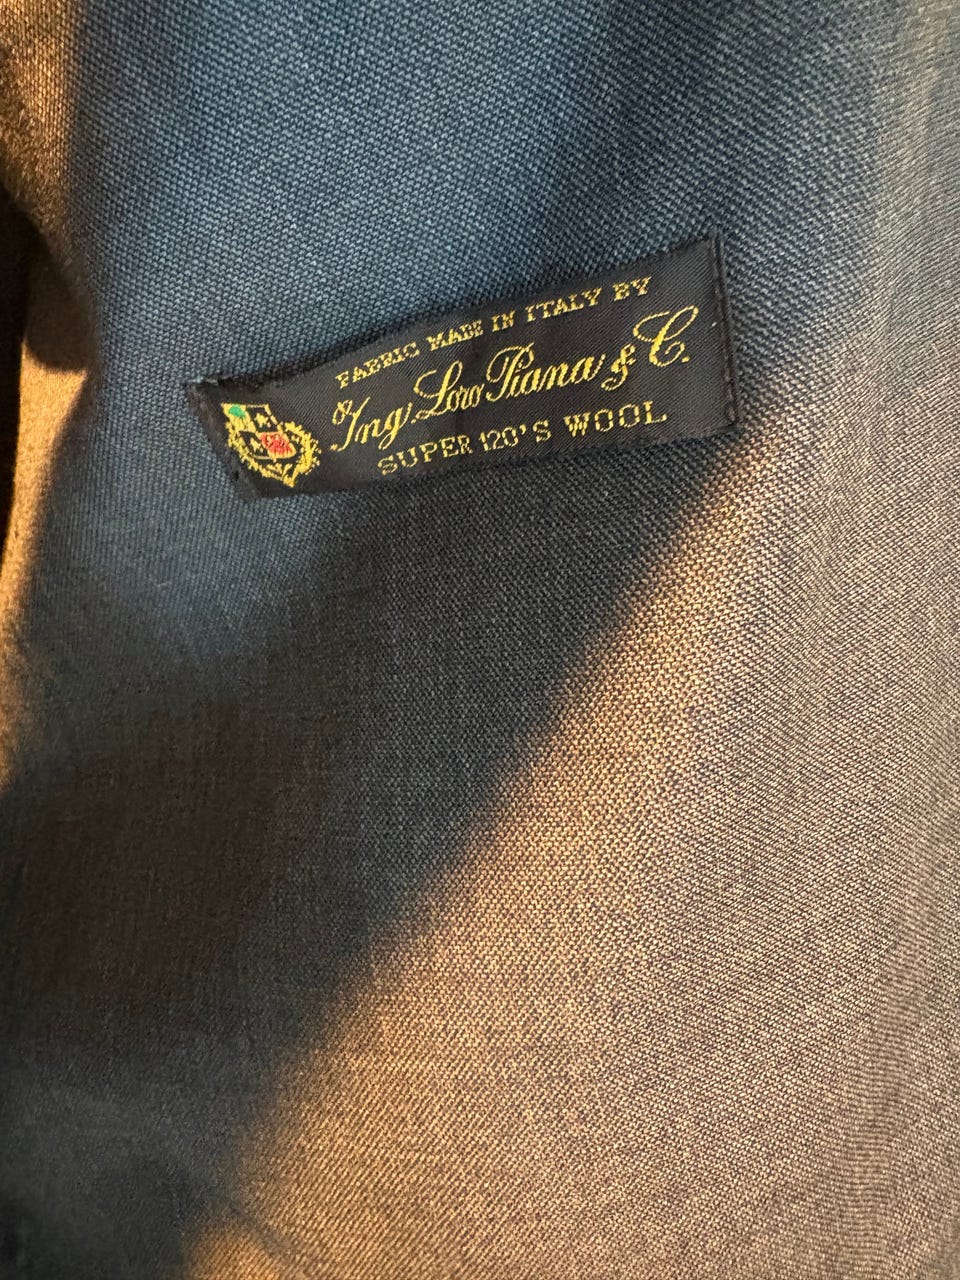 FABRIC MADE IN ITALY BY
Ing. Loro Piana & C.
SUPER 120'S WOOL